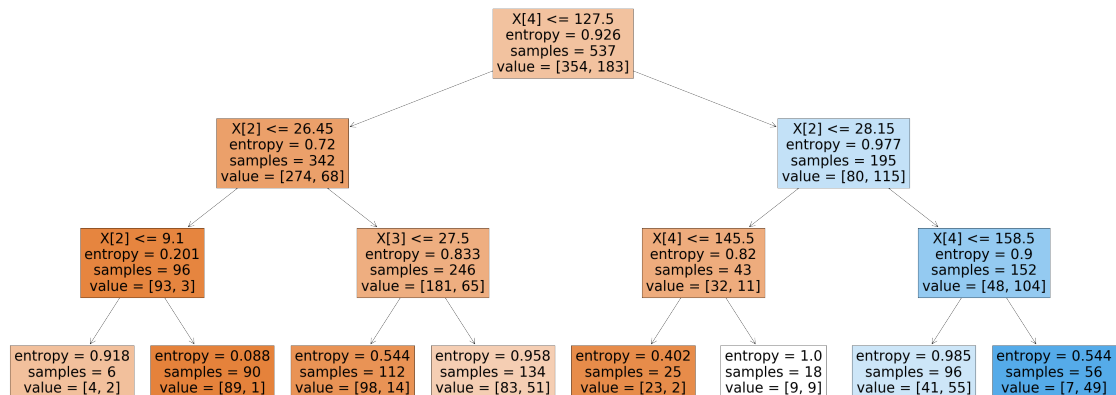 X[4] <= 127.5
entropy = 0.926
samples = 537
value = [354, 183]
X[2] <= 26.45
entropy = 0.72
samples = 342
value = [274, 68]
X[2] <= 28.15
entropy = 0.977
samples = 195
value = [80, 115]
X[2] <= 9.1
entropy = 0.201
samples = 96
value = [93, 3]
X[3] <= 27.5
entropy = 0.833
samples = 246
value = [181, 65]
X[4] <= 145.5
entropy = 0.82
samples = 43
value = [32, 11]
X[4] <= 158.5
entropy = 0.9
samples = 152
value = [48, 104]
entropy = 0.918
samples = 6
value = [4, 2]
entropy = 0.088
samples = 90
value = [89, 1]
entropy = 0.544
samples = 112
value = [98, 14]
entropy = 0.958
samples = 134
value = [83, 51]
entropy = 0.402
samples = 25
value = [23, 2]
entropy = 1.0
samples = 18
value = [9, 9]
entropy = 0.985
samples = 96
value = [41, 55]
entropy = 0.544
samples = 56
value = [7, 49]